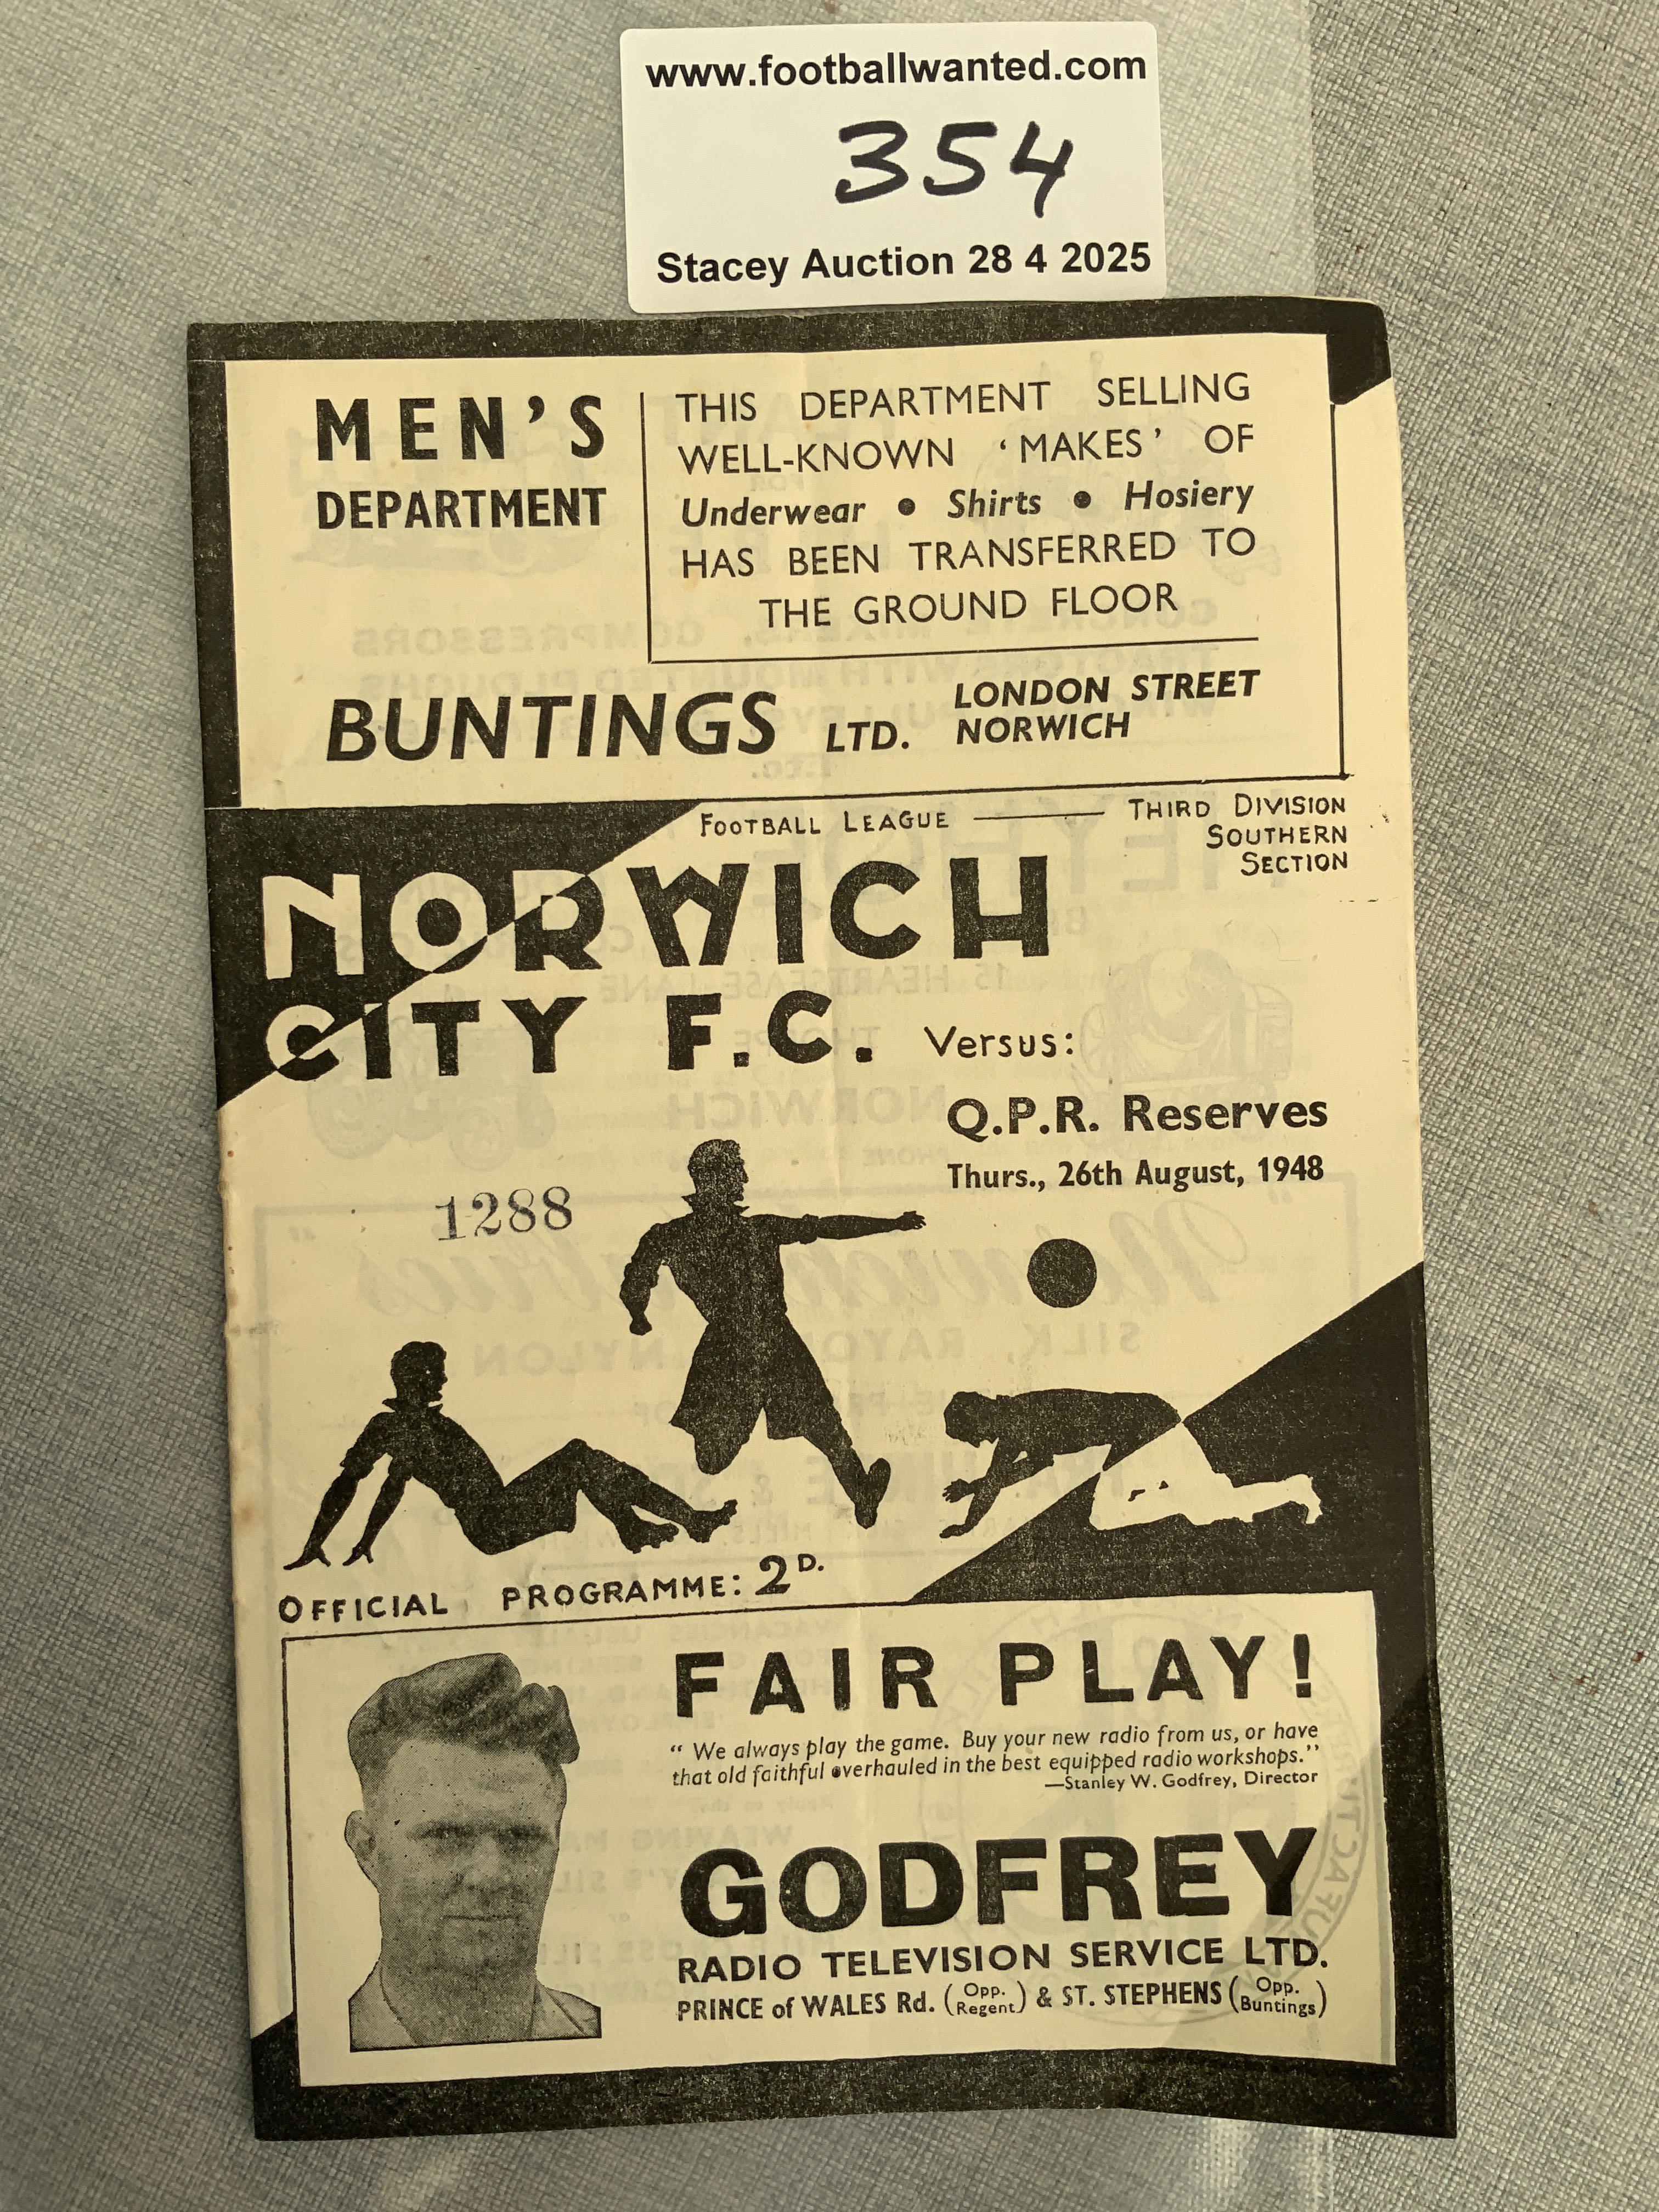 www.footballwanted.com
354
Stacey Auction 28 4 2025
MEN'S
DEPARTMENT
THIS DEPARTMENT SELLING
WELL-KNOWN 'MAKES' OF
Underwear • Shirts • Hosiery
HAS BEEN TRANSFERRED TO
THE GROUND FLOOR
BUNTINGS LTD.
LONDON STREET
NORWICH
FOOTBALL LEAGUE — THIRD DIVISION
SOUTHERN
SECTION
NORWICH
CITY F.C. Versus:
Q.P.R. Reserves
Thurs., 26th August, 1948
1288
OFFICIAL PROGRAMME: 2D.
FAIR PLAY!
" We always play the game. Buy your new radio from us, or have
that old faithful overhauled in the best equipped radio workshops."
—Stanley W. Godfrey, Director
GODFREY
RADIO TELEVISION SERVICE LTD.
PRINCE of WALES Rd. (Opp. Regent) & ST. STEPHENS (Opp. Buntings)